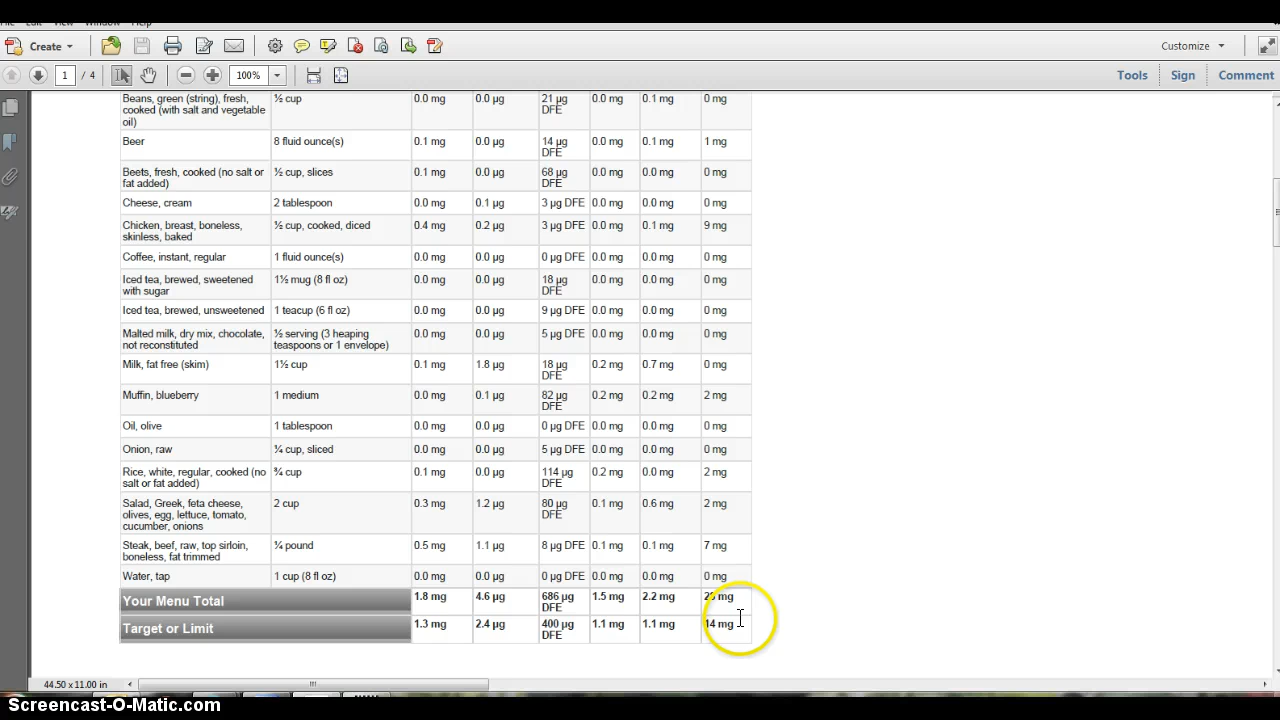 Create
Customize
1 / 4
100%
Tools Sign Comment
Beans, green (string), fresh, ½ cup 0.0 mg 0.0 µg 21 µg 0.0 mg 0.1 mg 0 mg
cooked (with salt and vegetable DFE
oil)
Beer 8 fluid ounce(s) 0.1 mg 0.0 µg 14 µg 0.0 mg 0.1 mg 1 mg
DFE
Beets, fresh, cooked (no salt or ½ cup, slices 0.1 mg 0.0 µg 68 µg 0.0 mg 0.0 mg 0 mg
fat added) DFE
Cheese, cream 2 tablespoon 0.0 mg 0.1 µg 3 µg DFE 0.0 mg 0.0 mg 0 mg
Chicken, breast, boneless, ½ cup, cooked, diced 0.4 mg 0.2 µg 3 µg DFE 0.0 mg 0.1 mg 9 mg
skinless, baked
Coffee, instant, regular 1 fluid ounce(s) 0.0 mg 0.0 µg 0 µg DFE 0.0 mg 0.0 mg 0 mg
Iced tea, brewed, sweetened 1½ mug (8 fl oz) 0.0 mg 0.0 µg 18 µg 0.0 mg 0.0 mg 0 mg
with sugar DFE
Iced tea, brewed, unsweetened 1 teacup (6 fl oz) 0.0 mg 0.0 µg 9 µg DFE 0.0 mg 0.0 mg 0 mg
Malted milk, dry mix, chocolate, ½ serving (3 heaping 0.0 mg 0.0 µg 5 µg DFE 0.0 mg 0.0 mg 0 mg
not reconstituted teaspoons or 1 envelope)
Milk, fat free (skim) 1½ cup 0.1 mg 1.8 µg 18 µg 0.2 mg 0.7 mg 0 mg
DFE
Muffin, blueberry 1 medium 0.0 mg 0.1 µg 82 µg 0.2 mg 0.2 mg 2 mg
DFE
Oil, olive 1 tablespoon 0.0 mg 0.0 µg 0 µg DFE 0.0 mg 0.0 mg 0 mg
Onion, raw ¼ cup, sliced 0.0 mg 0.0 µg 5 µg DFE 0.0 mg 0.0 mg 0 mg
Rice, white, regular, cooked (no ¾ cup 0.1 mg 0.0 µg 114 µg 0.2 mg 0.0 mg 2 mg
salt or fat added) DFE
Salad, Greek, feta cheese, 2 cup 0.3 mg 1.2 µg 80 µg 0.1 mg 0.6 mg 2 mg
olives, egg, lettuce, tomato, DFE
cucumber, onions
Steak, beef, raw, top sirloin, ¼ pound 0.5 mg 1.1 µg 8 µg DFE 0.1 mg 0.1 mg 7 mg
boneless, fat trimmed
Water, tap 1 cup (8 fl oz) 0.0 mg 0.0 µg 0 µg DFE 0.0 mg 0.0 mg 0 mg
Your Menu Total 1.8 mg 4.6 µg 686 µg 1.5 mg 2.2 mg mg
DFE
Target or Limit 1.3 mg 2.4 µg 400 µg 1.1 mg 1.1 mg 14 mg
DFE
44.50 x 11.00 in
Screencast-O-Matic.com